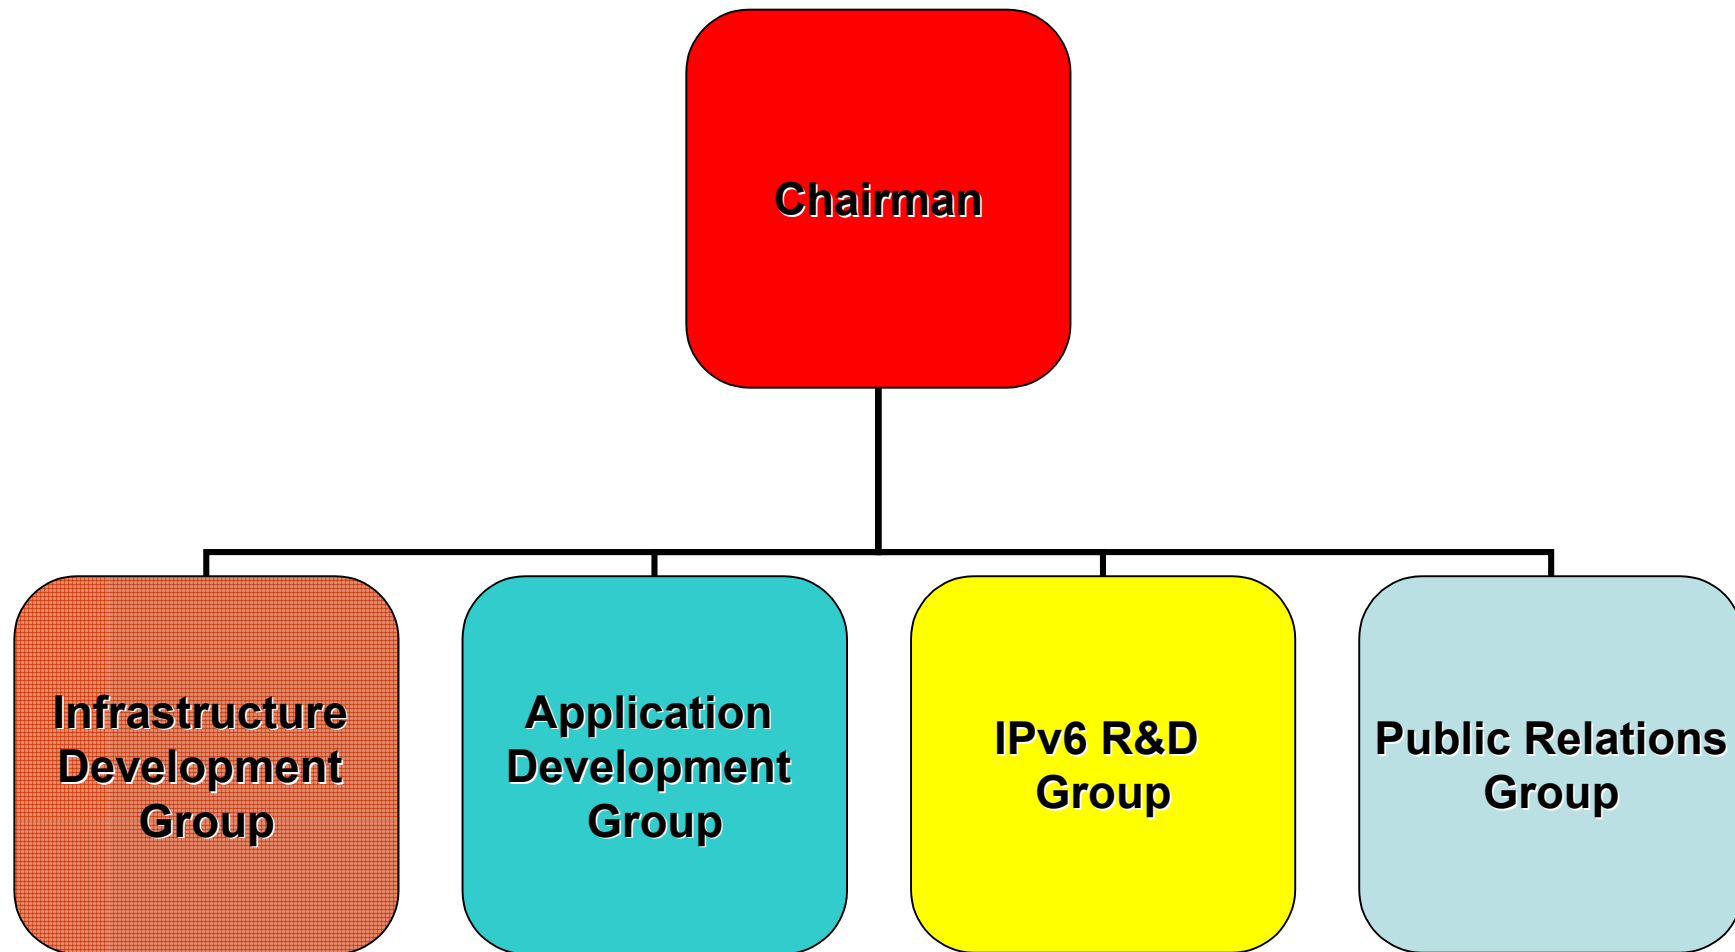 Chairman
Infrastructure
Development
Group
Application
Development
Group
IPv6 R&D
Group
Public Relations
Group